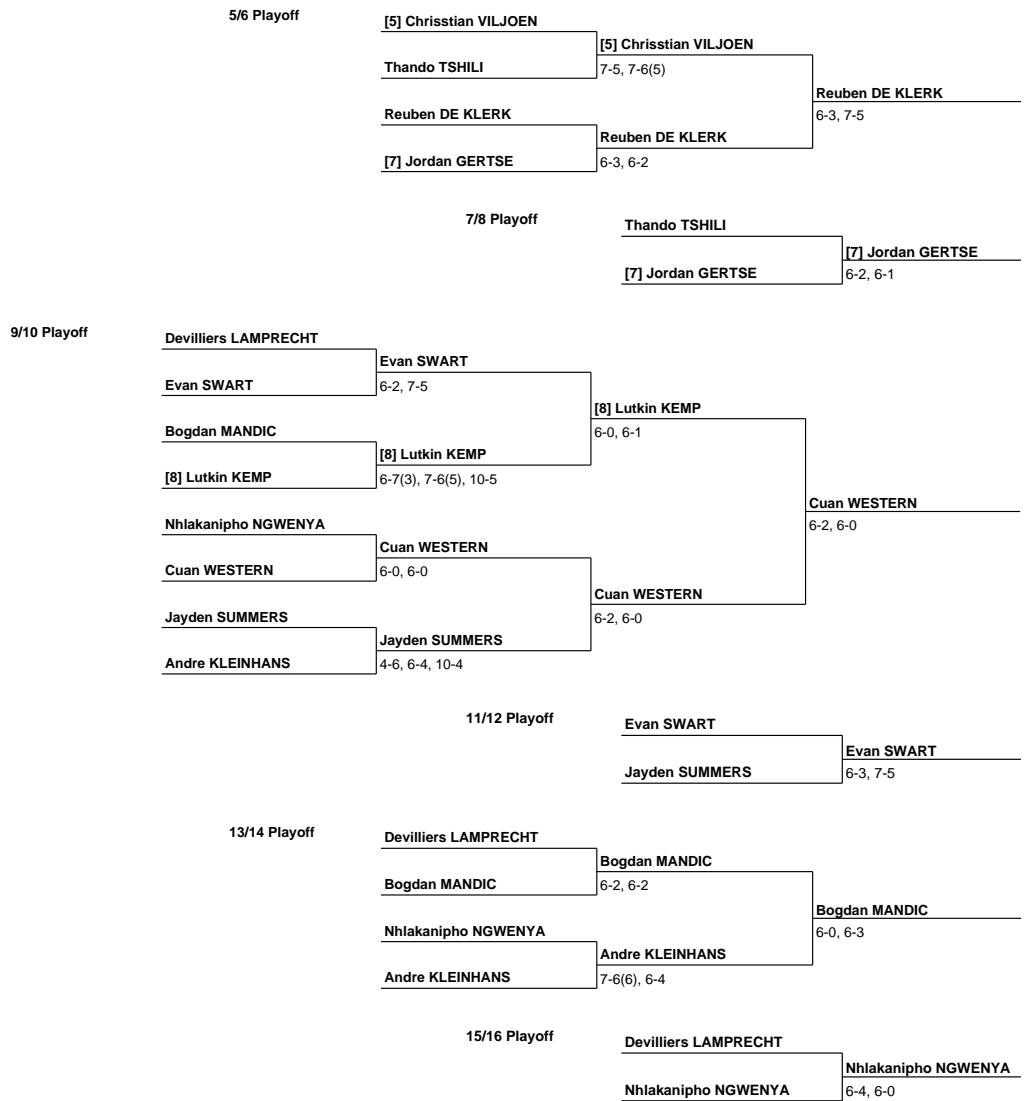 5/6 Playoff
[5] Chrisstian VILJOEN
[5] Chrisstian VILJOEN
Thando TSHILI
7-5, 7-6(5)
Reuben DE KLERK
Reuben DE KLERK
6-3, 7-5
Reuben DE KLERK
[7] Jordan GERTSE
6-3, 6-2
7/8 Playoff
Thando TSHILI
[7] Jordan GERTSE
[7] Jordan GERTSE
6-2, 6-1
9/10 Playoff
Devilliers LAMPRECHT
Evan SWART
Evan SWART
6-2, 7-5
[8] Lutkin KEMP
Bogdan MANDIC
6-0, 6-1
[8] Lutkin KEMP
[8] Lutkin KEMP
6-7(3), 7-6(5), 10-5
Cuan WESTERN
Nhlakanipho NGWENYA
6-2, 6-0
Cuan WESTERN
Cuan WESTERN
6-0, 6-0
Cuan WESTERN
Jayden SUMMERS
6-2, 6-0
Jayden SUMMERS
Andre KLEINHANS
4-6, 6-4, 10-4
11/12 Playoff
Evan SWART
Evan SWART
Jayden SUMMERS
6-3, 7-5
13/14 Playoff
Devilliers LAMPRECHT
Bogdan MANDIC
Bogdan MANDIC
6-2, 6-2
Bogdan MANDIC
Nhlakanipho NGWENYA
6-0, 6-3
Andre KLEINHANS
Andre KLEINHANS
7-6(6), 6-4
15/16 Playoff
Devilliers LAMPRECHT
Nhlakanipho NGWENYA
Nhlakanipho NGWENYA
6-4, 6-0